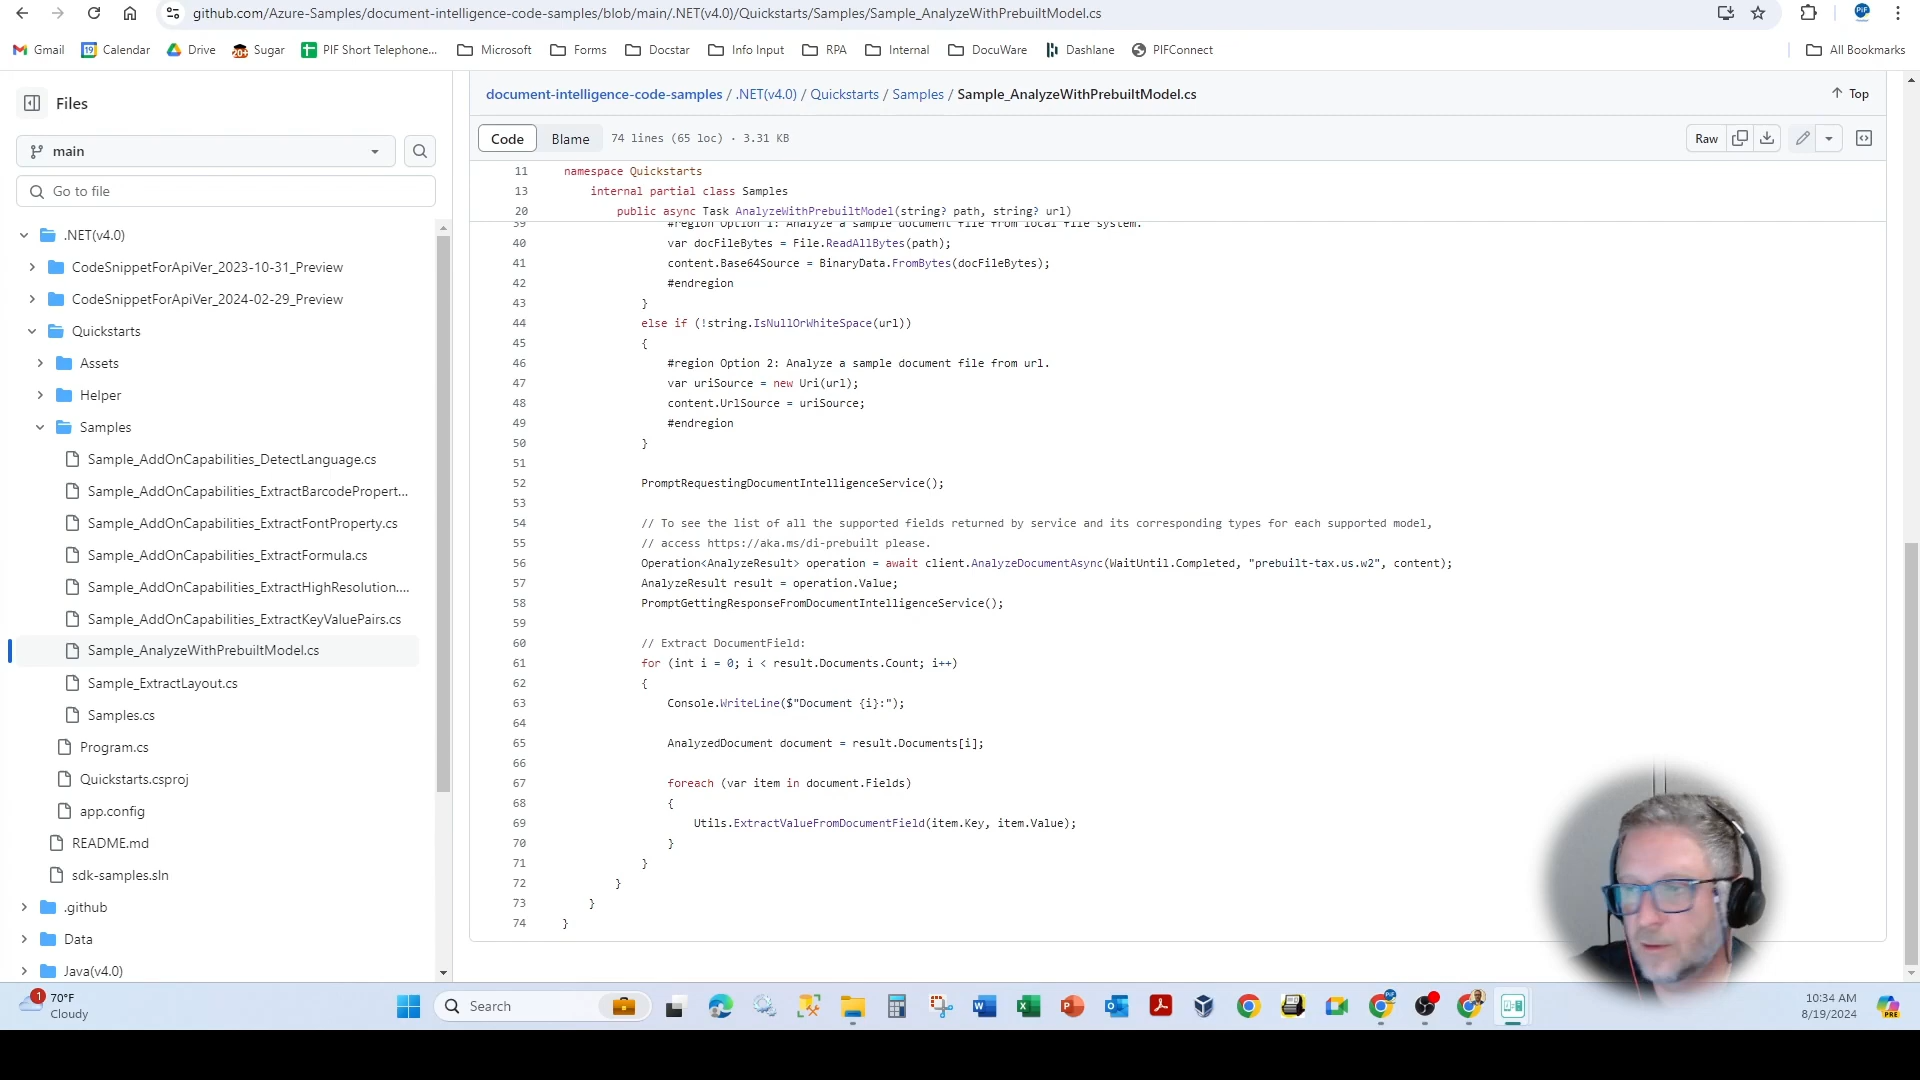 github.com/Azure-Samples/document-intelligence-code-samples/blob/main/.NET(v4.0)/Quickstarts/Samples/Sample_AnalyzeWithPrebuiltModel.cs
Gmail Calendar Drive Sugar PIF Short Telephone... Microsoft Forms Docstar Info Input RPA Internal DocuWare Dashlane PIFConnect All Bookmarks
Files
main
Go to file
.NET(v4.0)
CodeSnippetForApiVer_2023-10-31_Preview
CodeSnippetForApiVer_2024-02-29_Preview
Quickstarts
Assets
Helper
Samples
Sample_AddOnCapabilities_DetectLanguage.cs
Sample_AddOnCapabilities_ExtractBarcodePropert...
Sample_AddOnCapabilities_ExtractFontProperty.cs
Sample_AddOnCapabilities_ExtractFormula.cs
Sample_AddOnCapabilities_ExtractHighResolution....
Sample_AddOnCapabilities_ExtractKeyValuePairs.cs
Sample_AnalyzeWithPrebuiltModel.cs
Sample_ExtractLayout.cs
Samples.cs
Program.cs
Quickstarts.csproj
app.config
README.md
sdk-samples.sln
.github
Data
Java(v4.0)
document-intelligence-code-samples / .NET(v4.0) / Quickstarts / Samples / Sample_AnalyzeWithPrebuiltModel.cs
Top
Code Blame 74 lines (65 loc) · 3.31 KB
Raw
11 namespace Quickstarts
13 internal partial class Samples
20 public async Task AnalyzeWithPrebuiltModel(string? path, string? url)
39 #region Option 1: Analyze a sample document file from local file system.
40 var docFileBytes = File.ReadAllBytes(path);
41 content.Base64Source = BinaryData.FromBytes(docFileBytes);
42 #endregion
43 }
44 else if (!string.IsNullOrWhiteSpace(url))
45 {
46 #region Option 2: Analyze a sample document file from url.
47 var uriSource = new Uri(url);
48 content.UrlSource = uriSource;
49 #endregion
50 }
51
52 PromptRequestingDocumentIntelligenceService();
53
54 // To see the list of all the supported fields returned by service and its corresponding types for each supported model,
55 // access https://aka.ms/di-prebuilt please.
56 Operation<AnalyzeResult> operation = await client.AnalyzeDocumentAsync(WaitUntil.Completed, "prebuilt-tax.us.w2", content);
57 AnalyzeResult result = operation.Value;
58 PromptGettingResponseFromDocumentIntelligenceService();
59
60 // Extract DocumentField:
61 for (int i = 0; i < result.Documents.Count; i++)
62 {
63 Console.WriteLine($"Document {i}:");
64
65 AnalyzedDocument document = result.Documents[i];
66
67 foreach (var item in document.Fields)
68 {
69 Utils.ExtractValueFromDocumentField(item.Key, item.Value);
70 }
71 }
72 }
73 }
74 }
1
70°F
Cloudy
Search
10:34 AM
8/19/2024
PRE